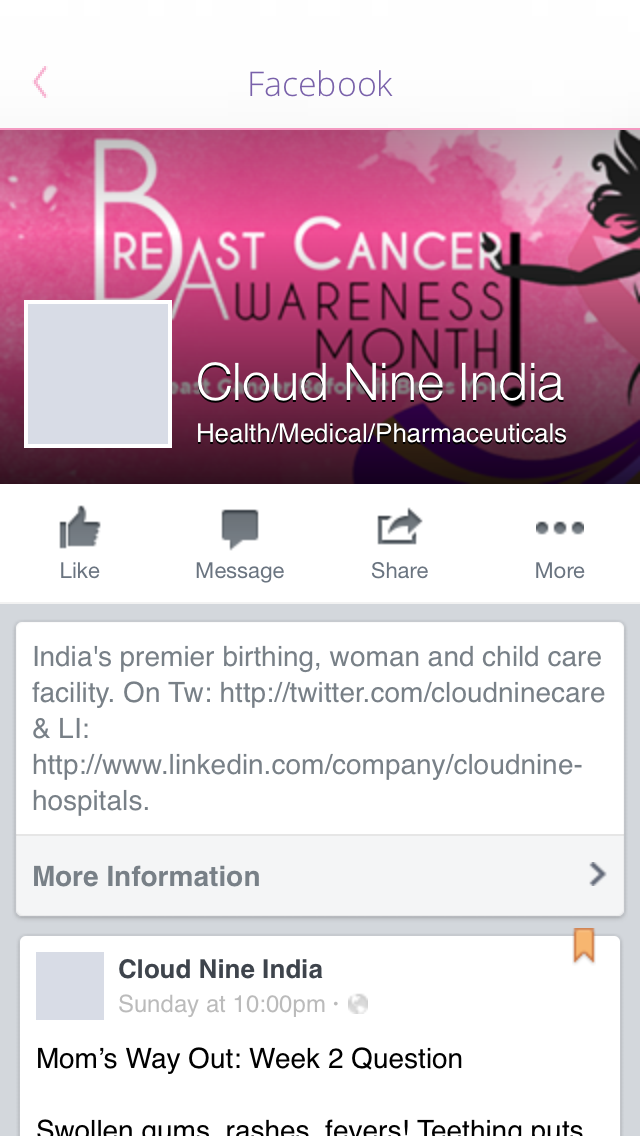 Facebook
BREAST CANCER
AWARENESS
MONTH
Cloud Nine India
Health/Medical/Pharmaceuticals
Like
Message
Share
More
India's premier birthing, woman and child care
facility. On Tw: http://twitter.com/cloudninecare
& LI:
http://www.linkedin.com/company/cloudnine-
hospitals.
More Information
Cloud Nine India
Sunday at 10:00pm ·
Mom’s Way Out: Week 2 Question
Swollen gums, rashes, fevers! Teething puts